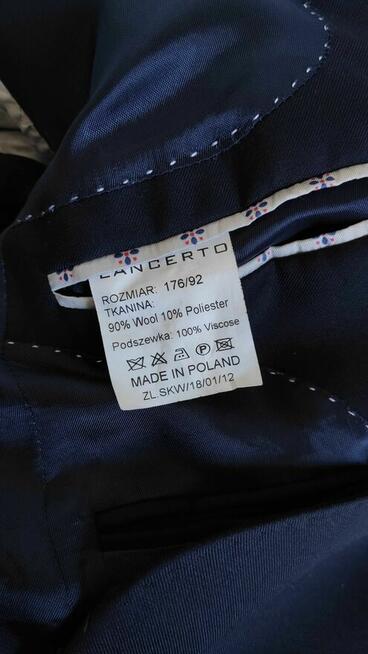 LANCERTO
ROZMIAR: 176/92
TKANINA:
90% Wool 10% Poliester
Podszewka: 100% Viscose
MADE IN POLAND
ZL.SKW/18/01/12